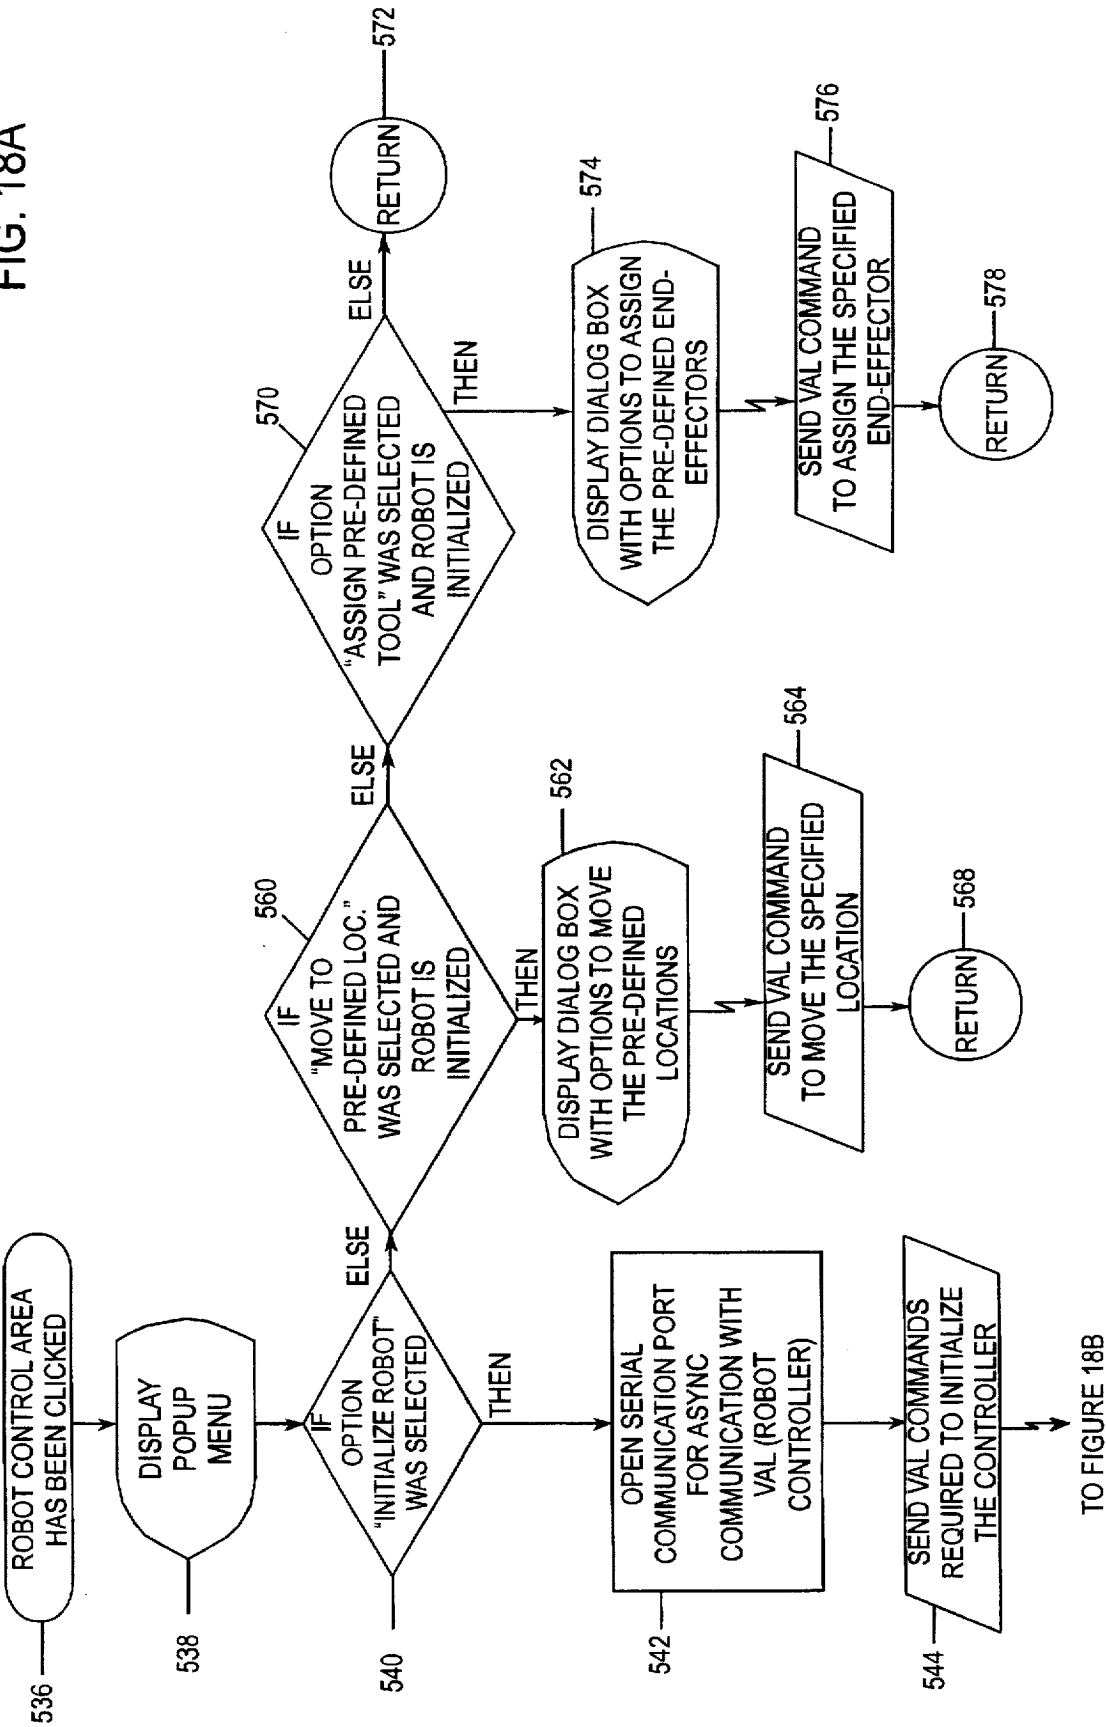 FIG. 18A
ROBOT CONTROL AREA
HAS BEEN CLICKED
536
DISPLAY
POPUP
MENU
538
IF
OPTION
"INTIALIZE ROBOT"
WAS SELECTED
540
ELSE
THEN
OPEN SERIAL
COMMUNICATION PORT
FOR ASYNC
COMMUNICATION WITH
VAL (ROBOT
CONTROLLER)
542
SEND VAL COMMANDS
REQUIRED TO INITIALIZE
THE CONTROLLER
544
TO FIGURE 18B
IF
"MOVE TO
PRE-DEFINED LOC."
WAS SELECTED AND
ROBOT IS
INITIALIZED
560
ELSE
THEN
DISPLAY DIALOG BOX
WITH OPTIONS TO MOVE
THE PRE-DEFINED
LOCATIONS
562
SEND VAL COMMAND
TO MOVE THE SPECIFIED
LOCATION
564
RETURN
568
IF
OPTION
"ASSIGN PRE-DEFINED
TOOL" WAS SELECTED
AND ROBOT IS
INITIALIZED
570
ELSE
RETURN
572
THEN
DISPLAY DIALOG BOX
WITH OPTIONS TO ASSIGN
THE PRE-DEFINED END-
EFFECTORS
574
SEND VAL COMMAND
TO ASSIGN THE SPECIFIED
END-EFFECTOR
576
RETURN
578